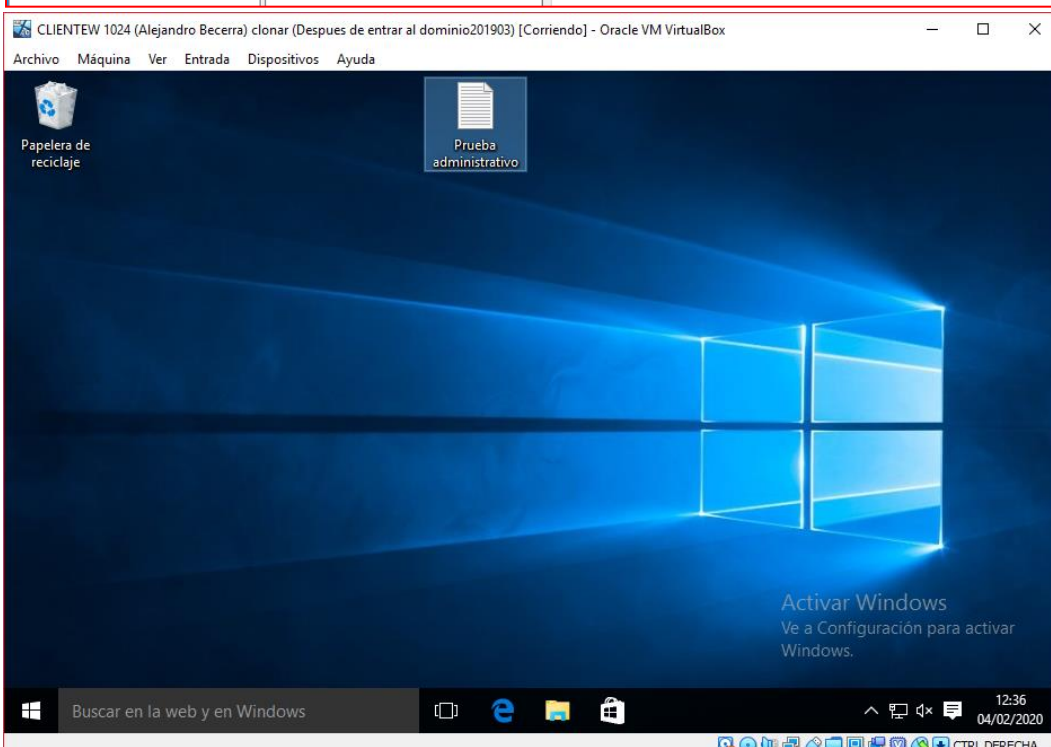 CLIENTEW 1024 (Alejandro Becerra) clonar (Despues de entrar al dominio201903) [Corriendo] - Oracle VM VirtualBox
Archivo Máquina Ver Entrada Dispositivos Ayuda
Papelera de
reciclaje
Prueba
administrativo
Activar Windows
Ve a Configuración para activar
Windows.
Buscar en la web y en Windows
12:36
04/02/2020
CTRL DERECHA